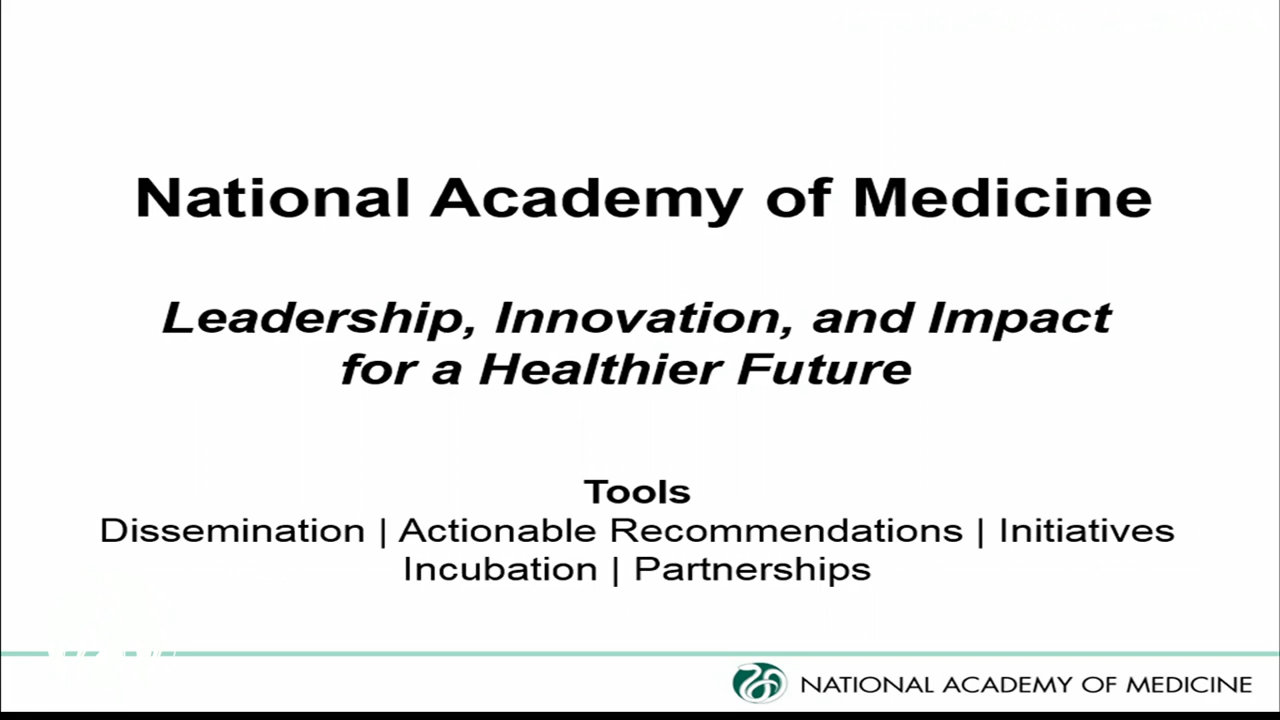 National Academy of Medicine
Leadership, Innovation, and Impact
for a Healthier Future
Tools
Dissemination | Actionable Recommendations | Initiatives
Incubation | Partnerships
NATIONAL ACADEMY OF MEDICINE